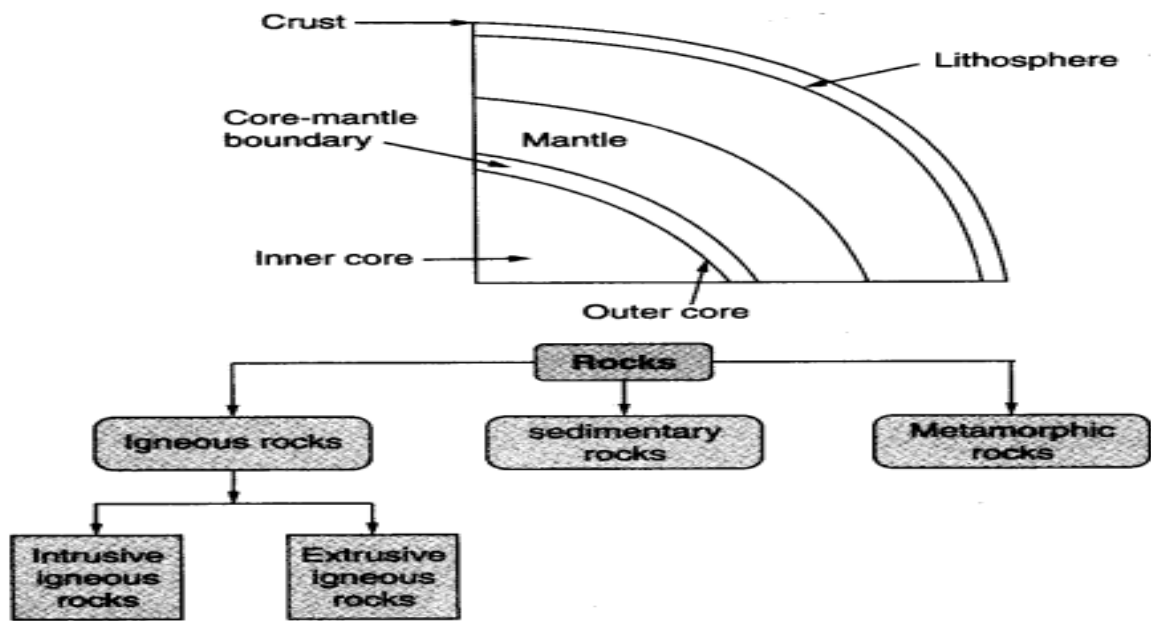 Crust
Lithosphere
Core-mantle
boundary
Mantle
Inner core
Outer core
Rocks
Igneous rocks
sedimentary
rocks
Metamorphic
rocks
Intrusive
igneous
rocks
Extrusive
igneous
rocks